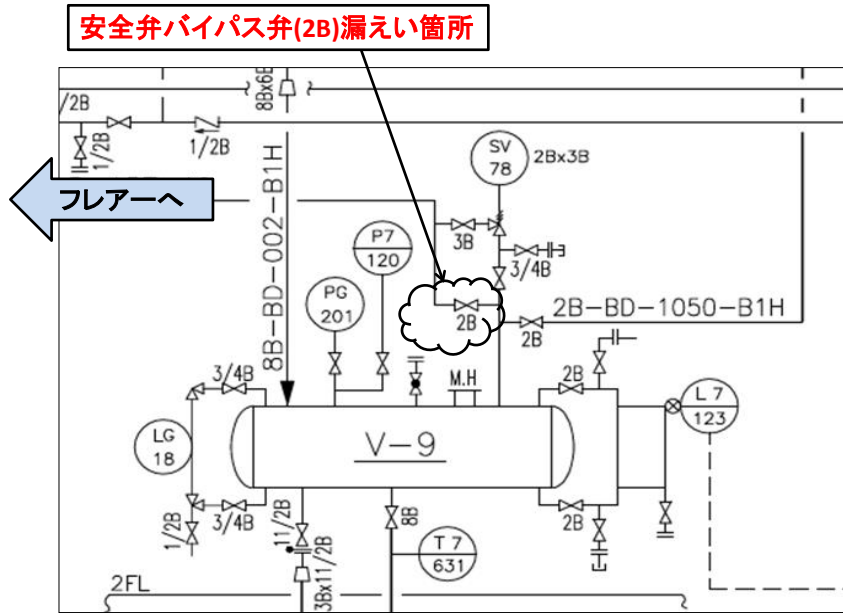 安全弁バイパス弁(2B)漏えい箇所
/2B
1/2B
1/2B
8Bx6B
SV
78
2Bx3B
フレアーへ
8B-BD-002-B1H
P7
120
3B
3/4B
PG
201
2B
2B-BD-1050-B1H
2B
3/4B
M.H
2B
L 7
123
LG
18
V-9
3/4B
1/2B
11/2B
8B
2B
T 7
631
3Bx11/2B
2FL